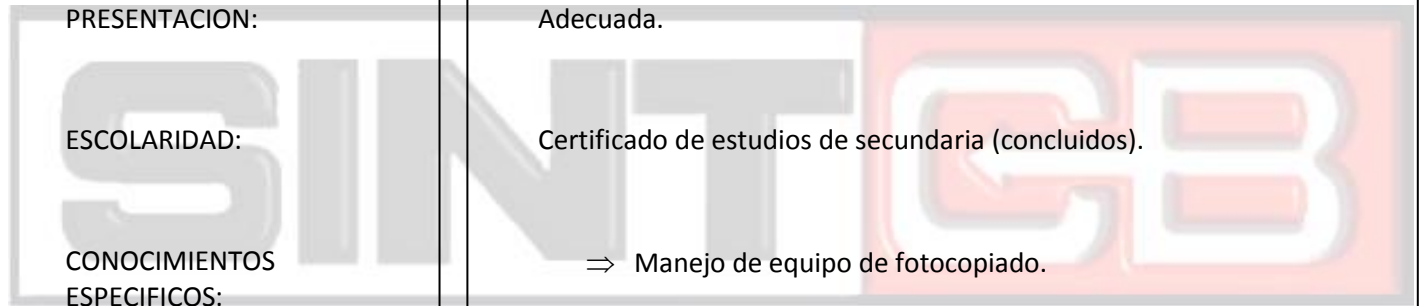 PRESENTACION: Adecuada.
ESCOLARIDAD: Certificado de estudios de secundaria (concluidos).
CONOCIMIENTOS ESPECIFICOS: ⇒ Manejo de equipo de fotocopiado.
SINTCB